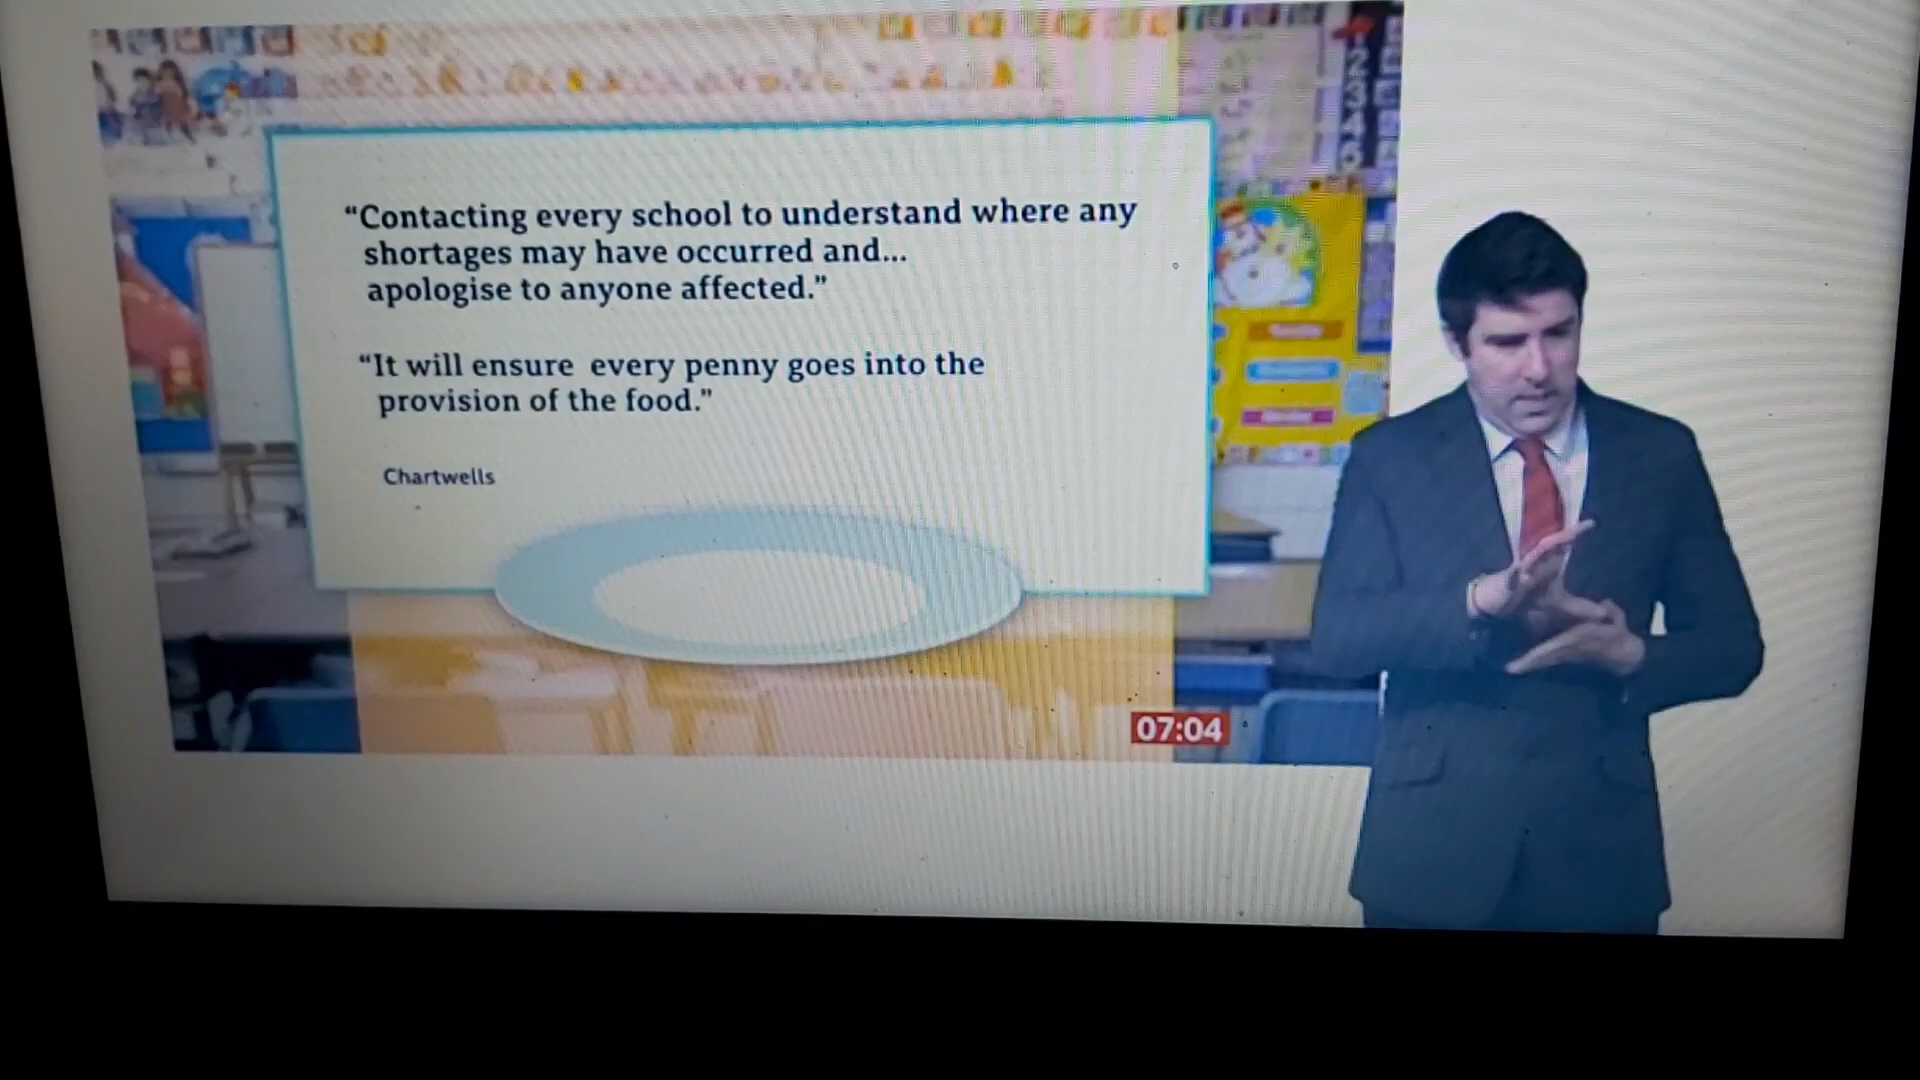 “Contacting every school to understand where any
shortages may have occurred and...
apologise to anyone affected.”
“It will ensure every penny goes into the
provision of the food.”
Chartwells
07:04